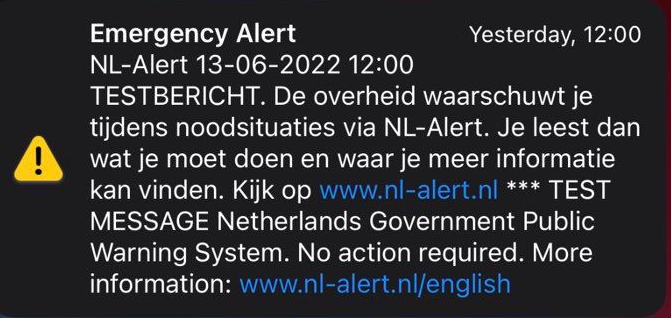 Emergency Alert
Yesterday, 12:00
NL-Alert 13-06-2022 12:00
TESTBERICHT. De overheid waarschuwt je
tijdens noodsituaties via NL-Alert. Je leest dan
wat je moet doen en waar je meer informatie
kan vinden. Kijk op www.nl-alert.nl *** TEST
MESSAGE Netherlands Government Public
Warning System. No action required. More
information: www.nl-alert.nl/english